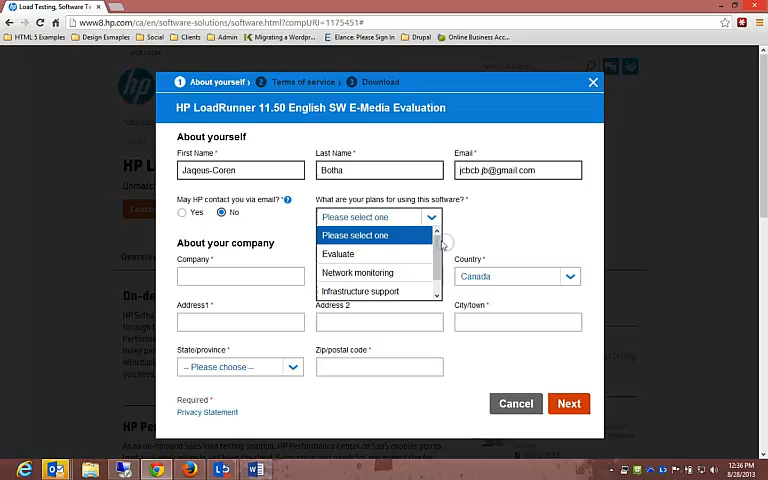 Load Testing, Software Te
www8.hp.com/ca/en/software-solutions/software.html?compURI=1175451#
HTML 5 Examples
Design Exmaples
Social
Clients
Admin
Migrating a Wordpr...
Elance: Please Sign In
Drupal
Online Business Acc...
1 About yourself › 2 Terms of service › 3 Download
HP LoadRunner 11.50 English SW E-Media Evaluation
About yourself
First Name * Last Name * Email *
Jaqeus-Coren Botha jcbcb.jb@gmail.com
May HP contact you via email? * What are your plans for using this software? *
Yes No Please select one
Please select one
Evaluate
Network monitoring
Infrastructure support
About your company
Company * Country *
Canada
Address1 * Address 2 City/town *
State/province * Zip/postal code *
-- Please choose --
Required *
Privacy Statement
Cancel Next
Overview
HP
12:36 PM
8/28/2013